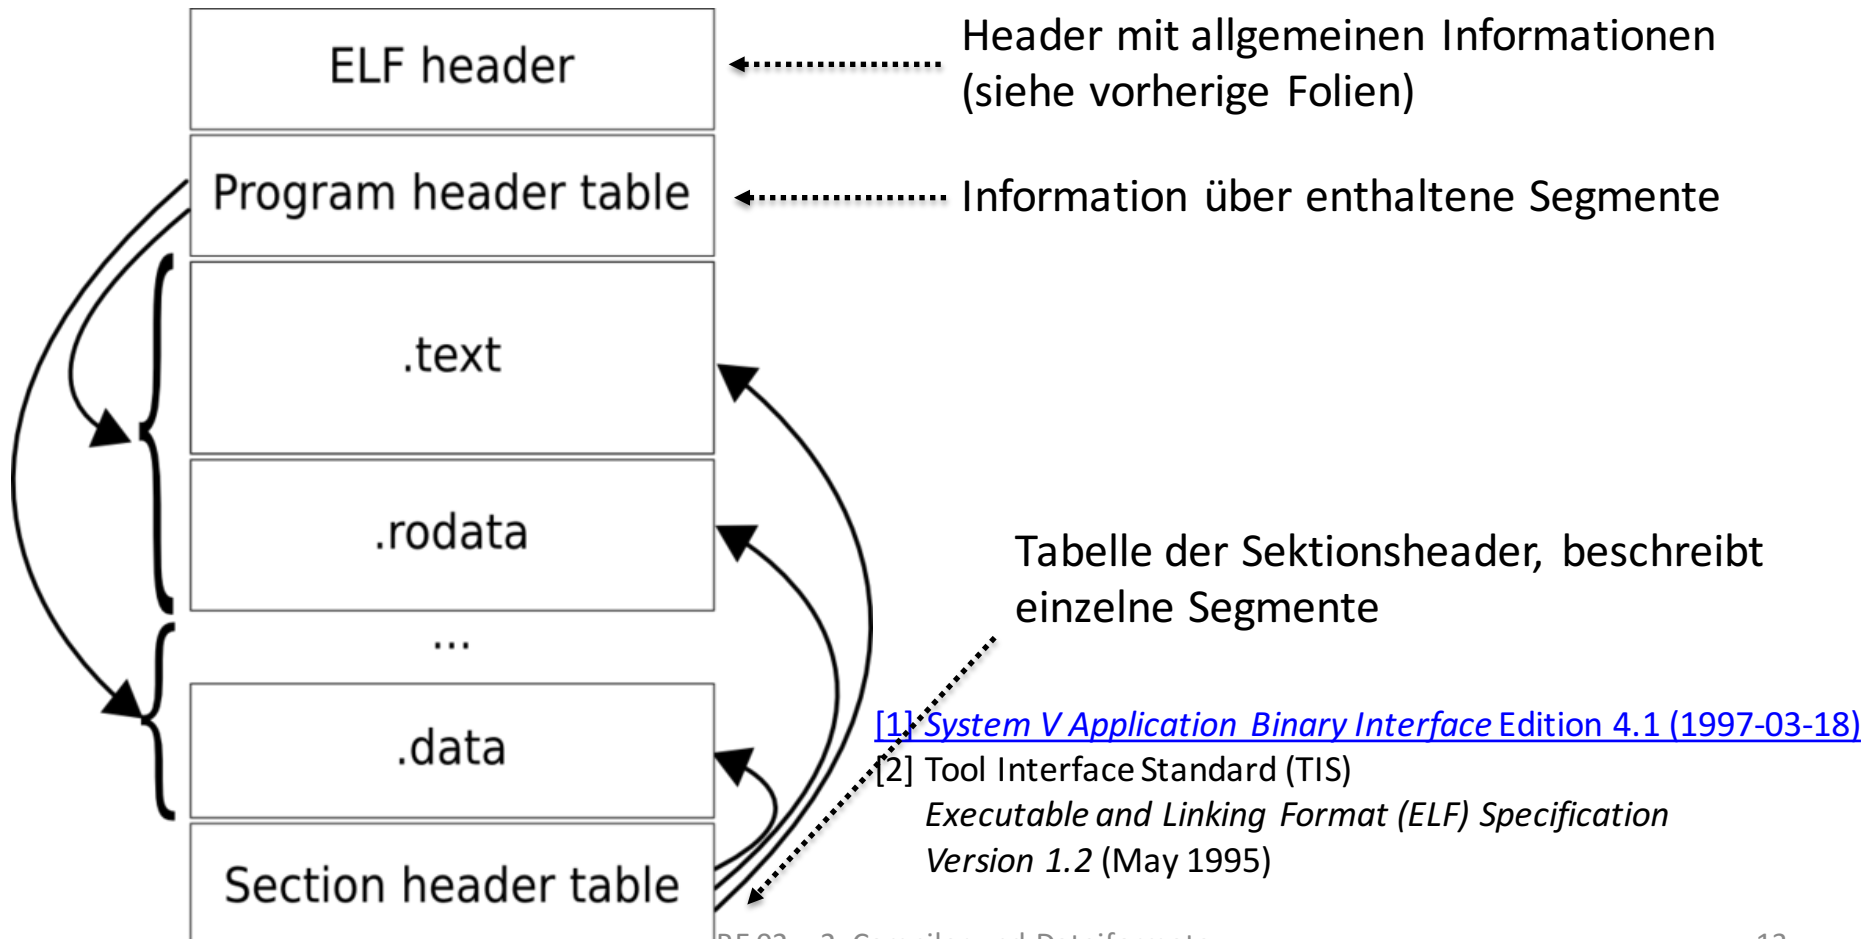 ELF header
Header mit allgemeinen Informationen
(siehe vorherige Folien)
Program header table
Information über enthaltene Segmente
.text
.rodata
...
.data
Section header table
Tabelle der Sektionsheader, beschreibt
einzelne Segmente
[1] System V Application Binary Interface Edition 4.1 (1997-03-18)
[2] Tool Interface Standard (TIS)
Executable and Linking Format (ELF) Specification
Version 1.2 (May 1995)